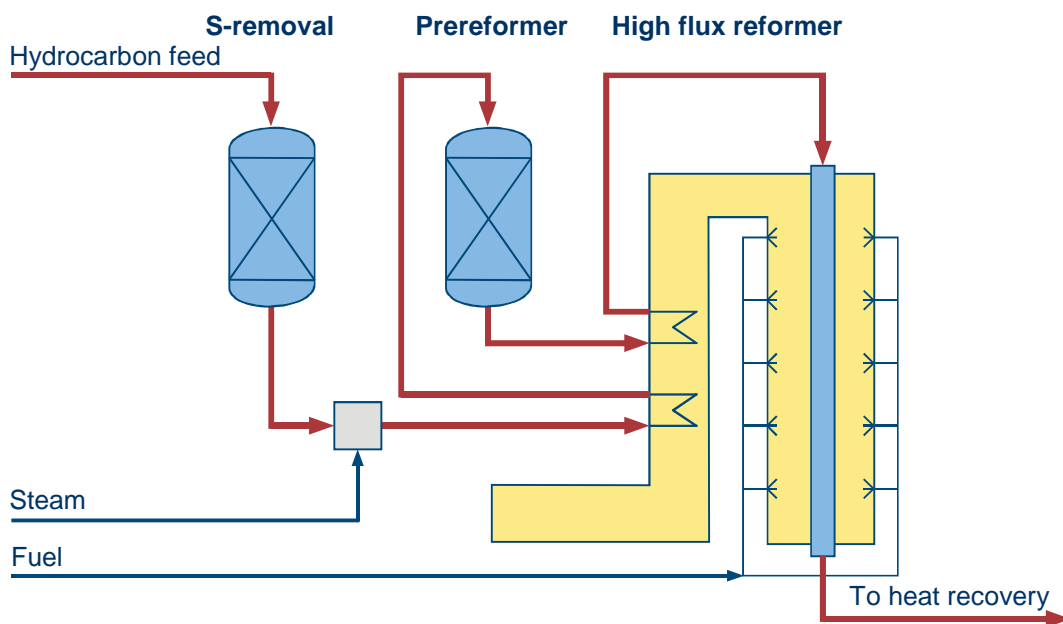 S-removal
Prereformer
High flux reformer
Hydrocarbon feed
Steam
Fuel
To heat recovery